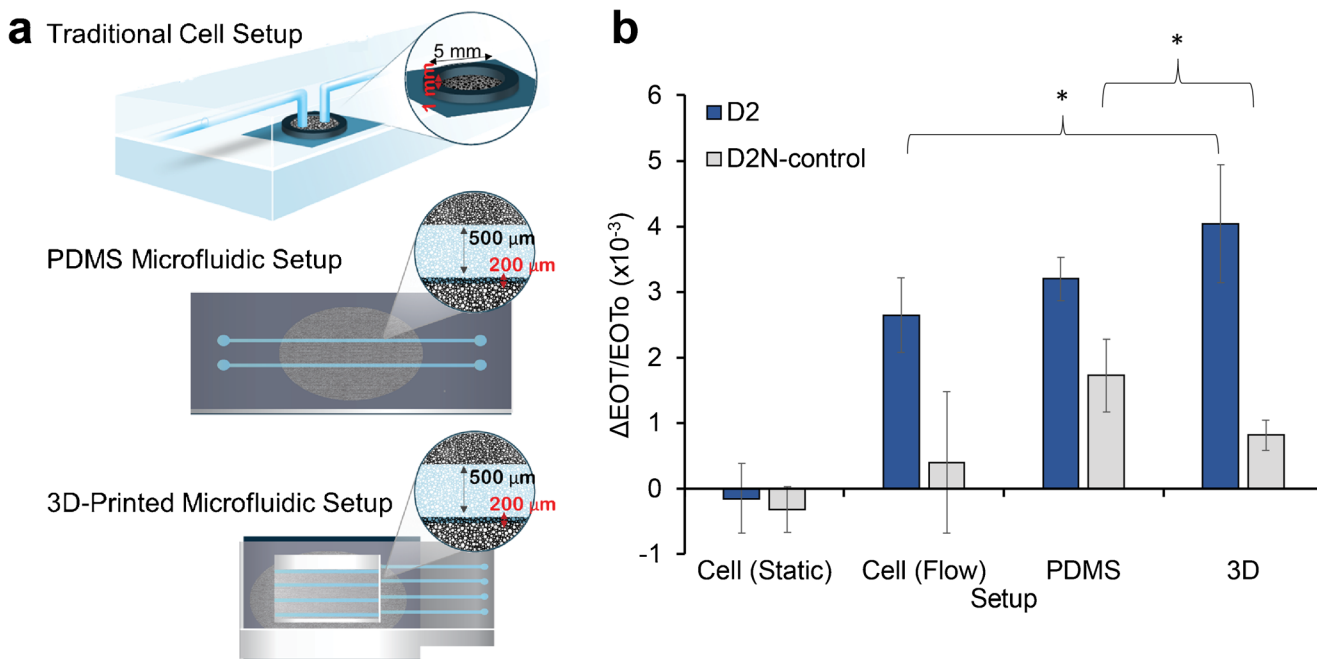 a
Traditional Cell Setup
5 mm
1 mm
PDMS Microfluidic Setup
500 μm
200 μm
3D-Printed Microfluidic Setup
500 μm
200 μm
b
*
*
D2
D2N-control
ΔEOT/EOTo (x10⁻³)
6
5
4
3
2
1
0
-1
Cell (Static)
Cell (Flow)
PDMS
3D
Setup